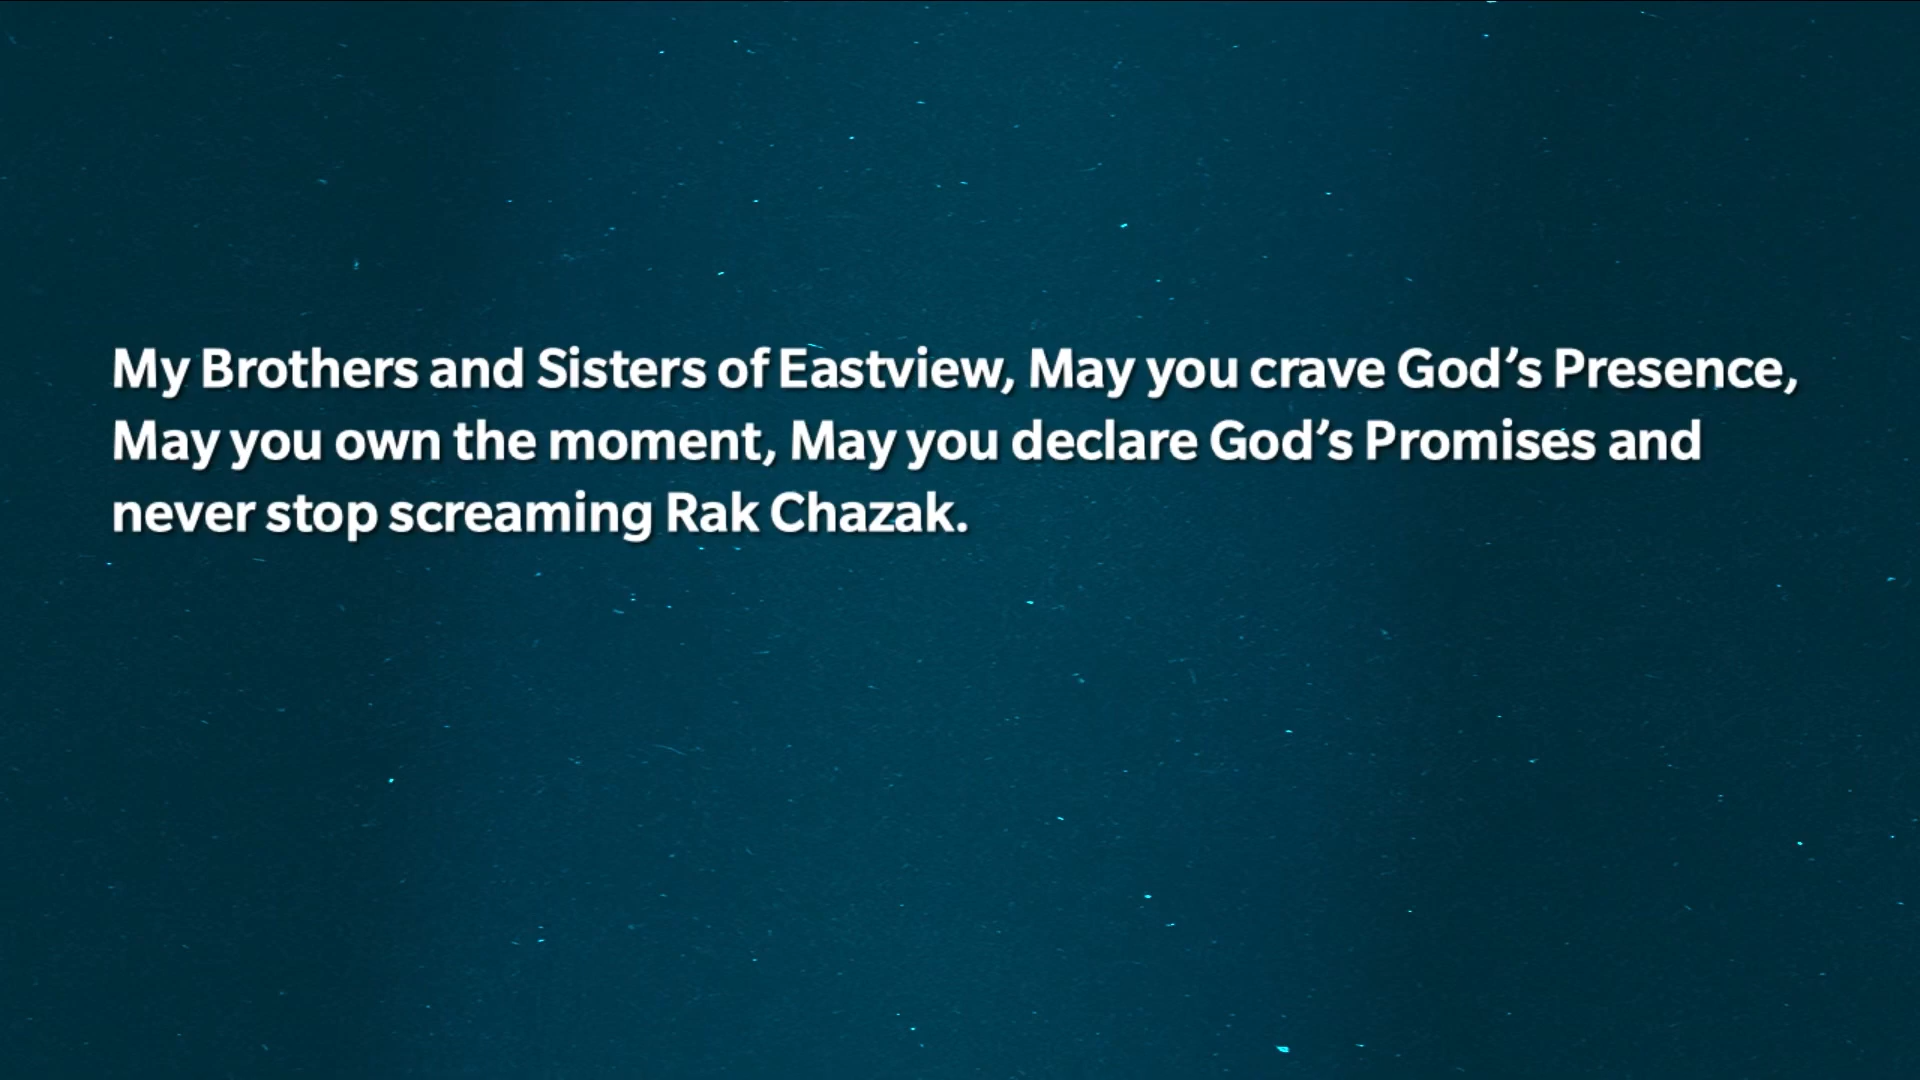 My Brothers and Sisters of Eastview, May you crave God’s Presence,
May you own the moment, May you declare God’s Promises and
never stop screaming Rak Chazak.